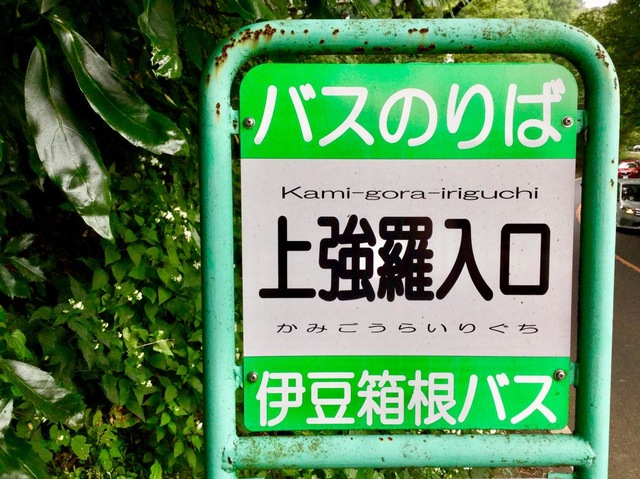 バスのりば
Kami-gora-iriguchi
上強羅入口
かみごうらいりぐち
伊豆箱根バス